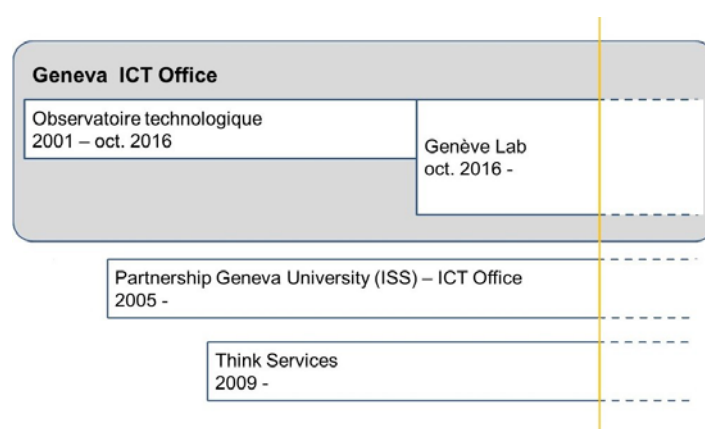 Geneva ICT Office
Observatoire technologique
2001 – oct. 2016
Genève Lab
oct. 2016 -
Partnership Geneva University (ISS) – ICT Office
2005 -
Think Services
2009 -